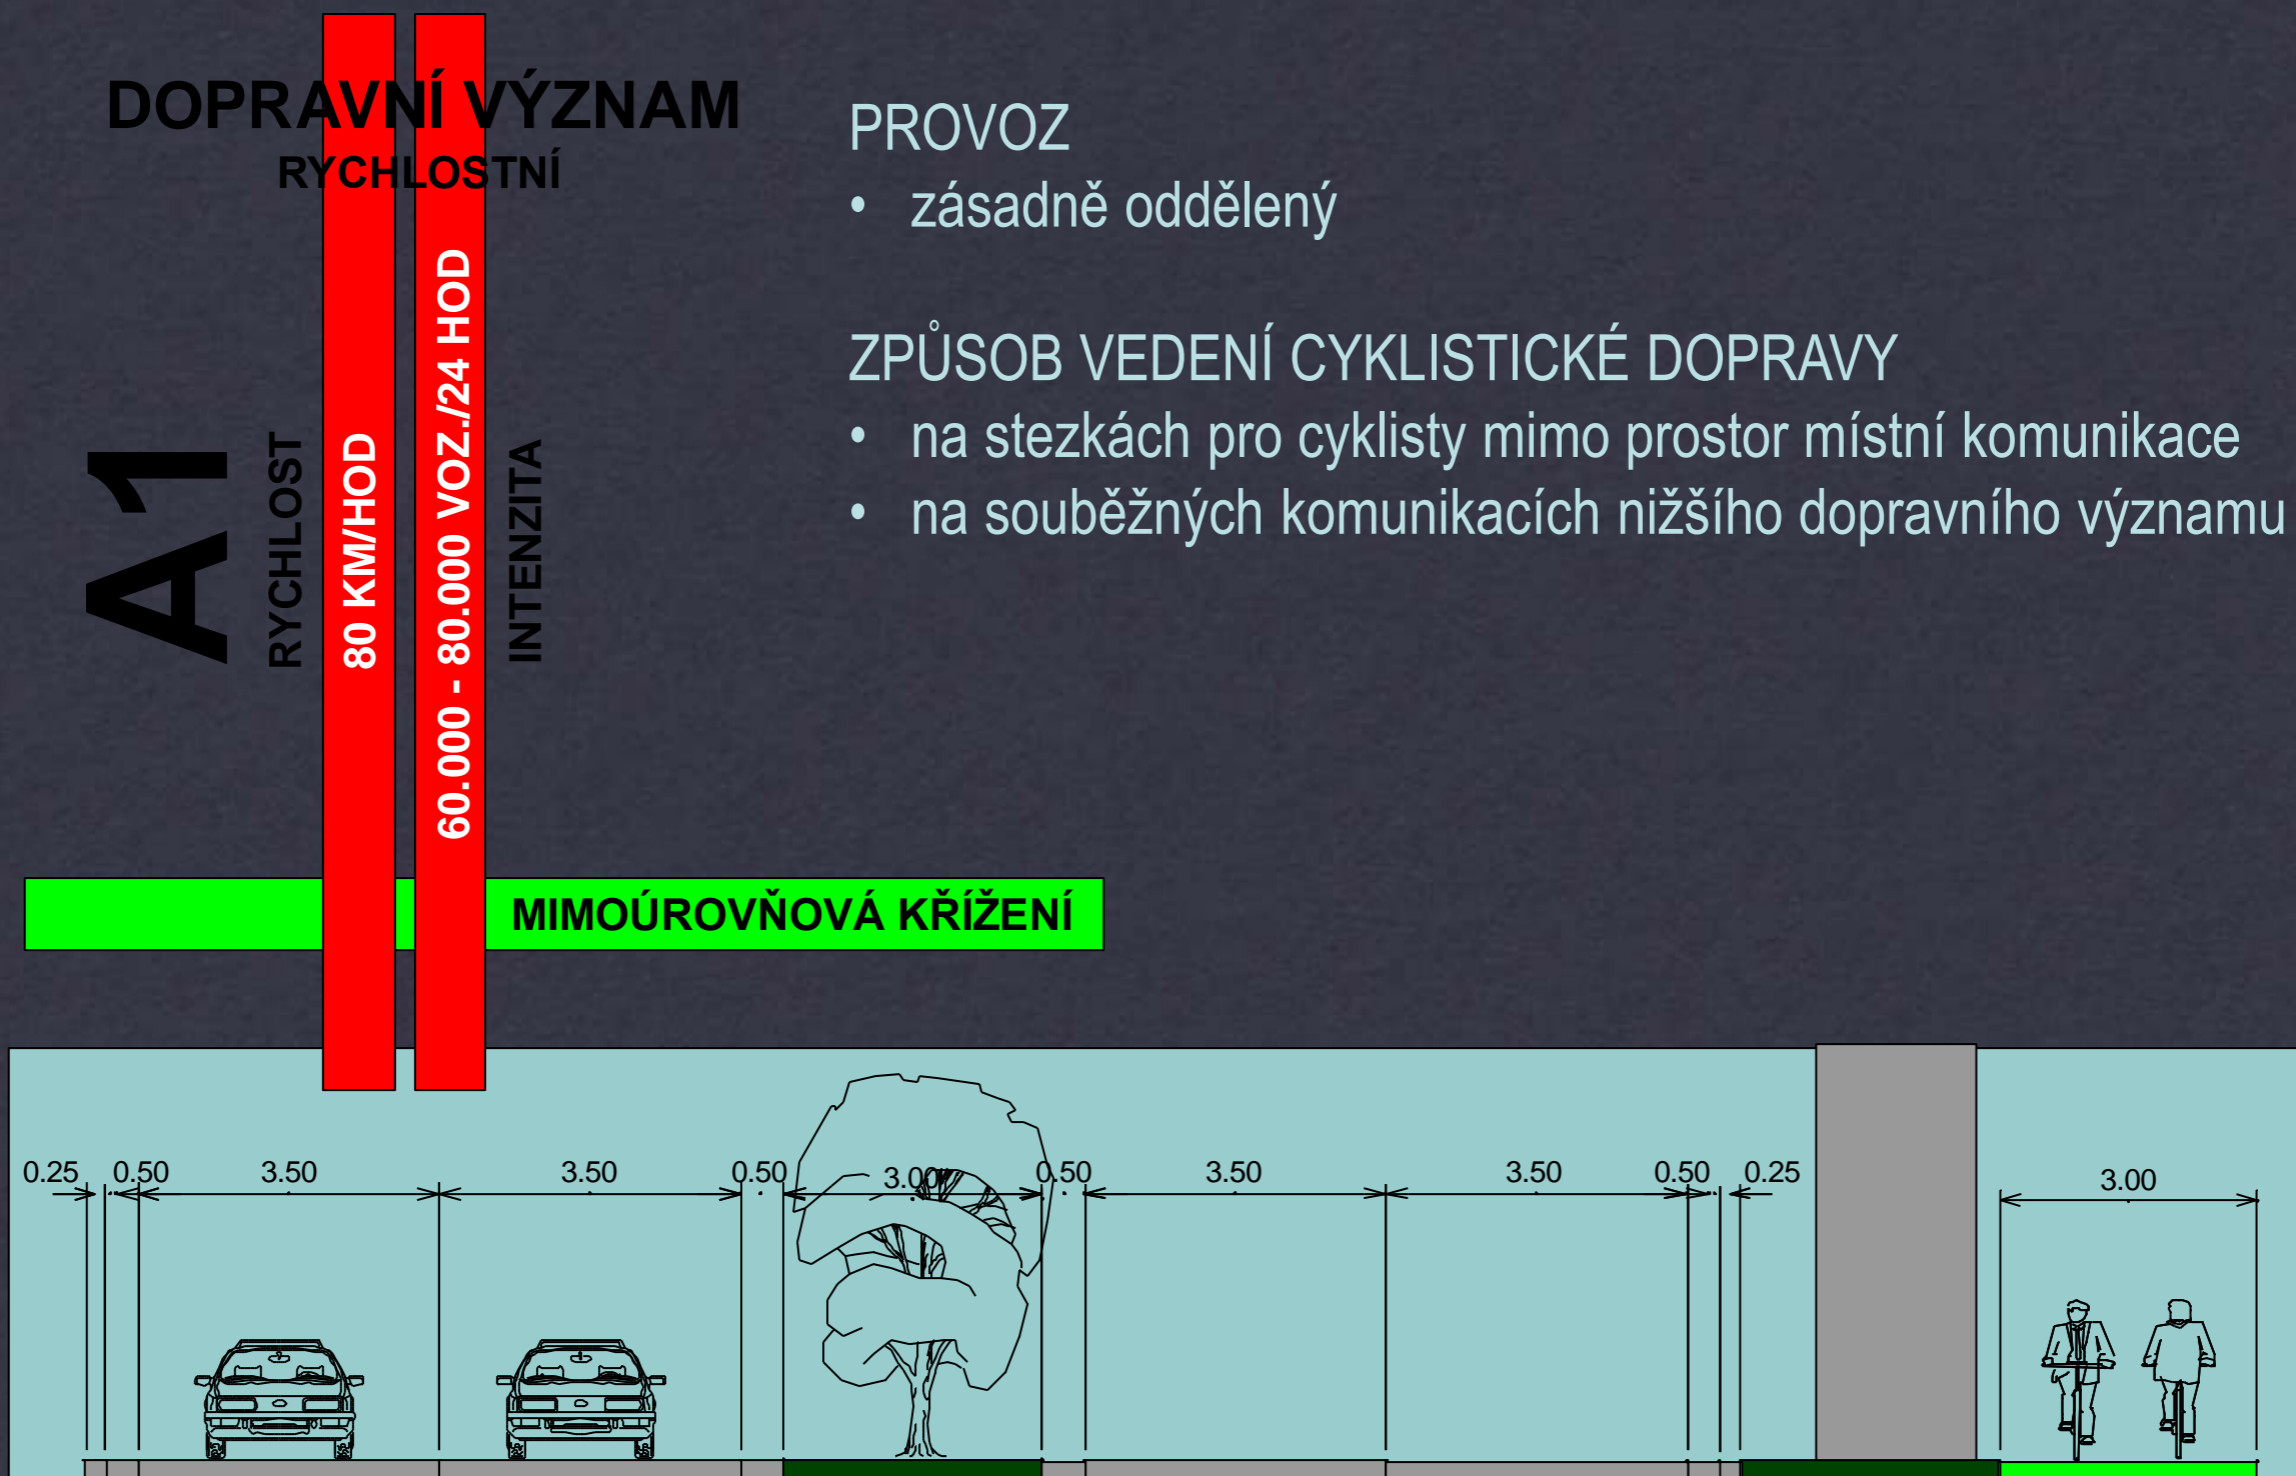 DOPRAVNÍ VÝZNAM
RYCHLOSTNÍ
A1
RYCHLOST
80 KM/HOD
60.000 - 80.000 VOZ./24 HOD
INTENZITA
PROVOZ
• zásadně oddělený
ZPŮSOB VEDENÍ CYKLISTICKÉ DOPRAVY
• na stezkách pro cyklisty mimo prostor místní komunikace
• na souběžných komunikacích nižšího dopravního významu
MIMOÚROVŇOVÁ KŘÍŽENÍ
0.25 0.50 3.50 3.50 0.50 3.00 0.50 3.50 3.50 0.50 0.25 3.00